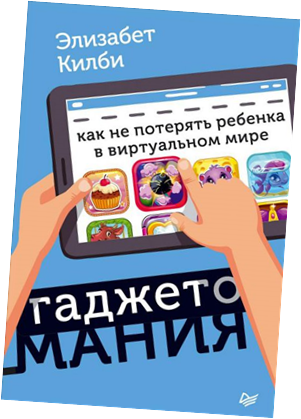 Элизабет
Килби
как не потерять ребенка
в виртуальном мире
гаджето
МАНИЯ